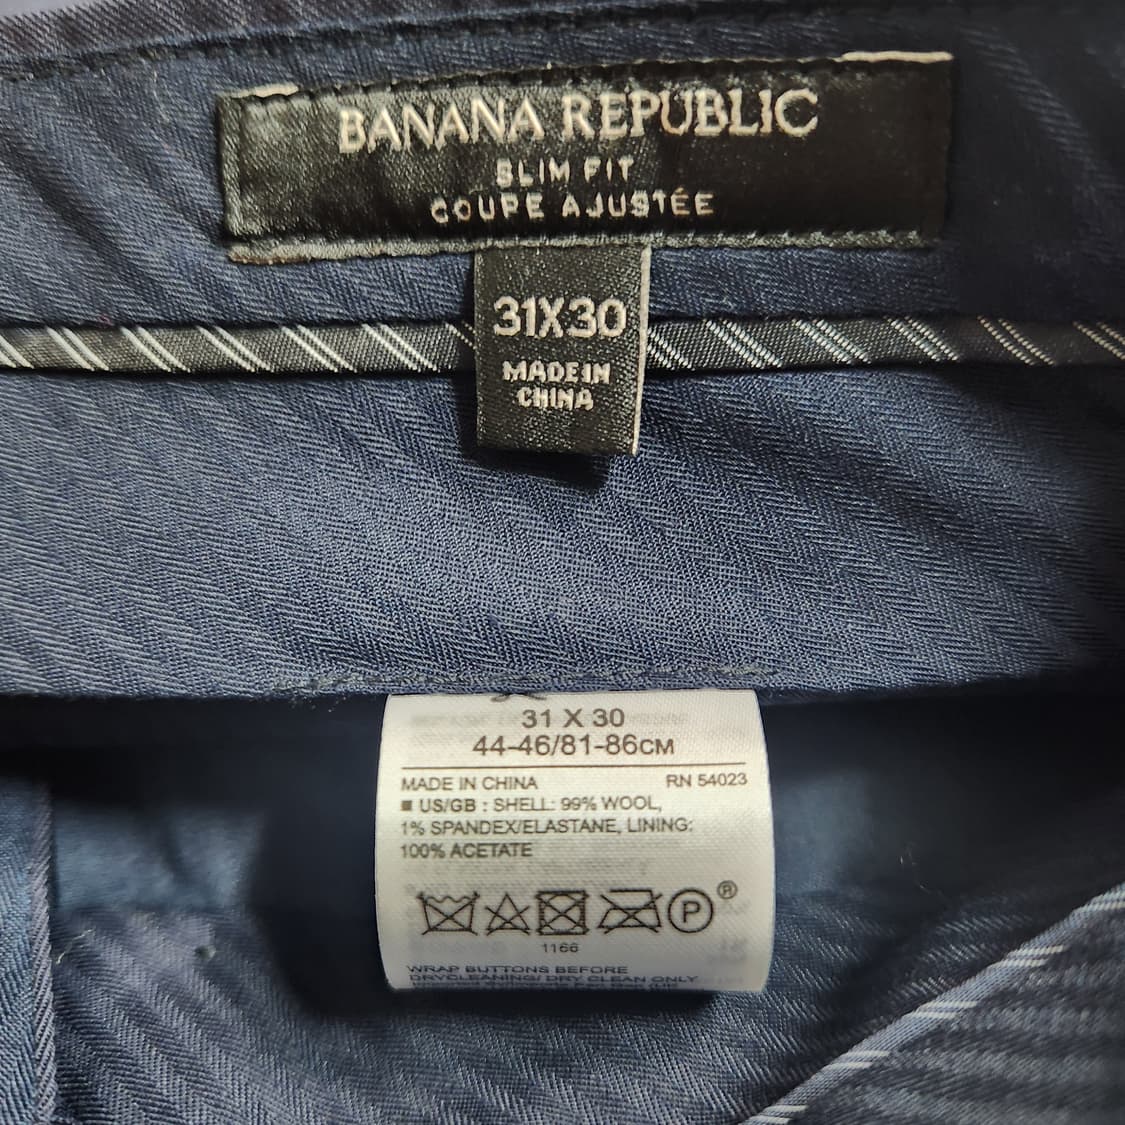 BANANA REPUBLIC
SLIM FIT
COUPE AJUSTÉE
31X30
MADE IN
CHINA
31 X 30
44-46/81-86CM
MADE IN CHINA RN 54023
■ US/GB : SHELL: 99% WOOL,
1% SPANDEX/ELASTANE, LINING:
100% ACETATE
P ®
1166
WRAP BUTTONS BEFORE
DRYCLEANING/ DRY CLEAN ONLY